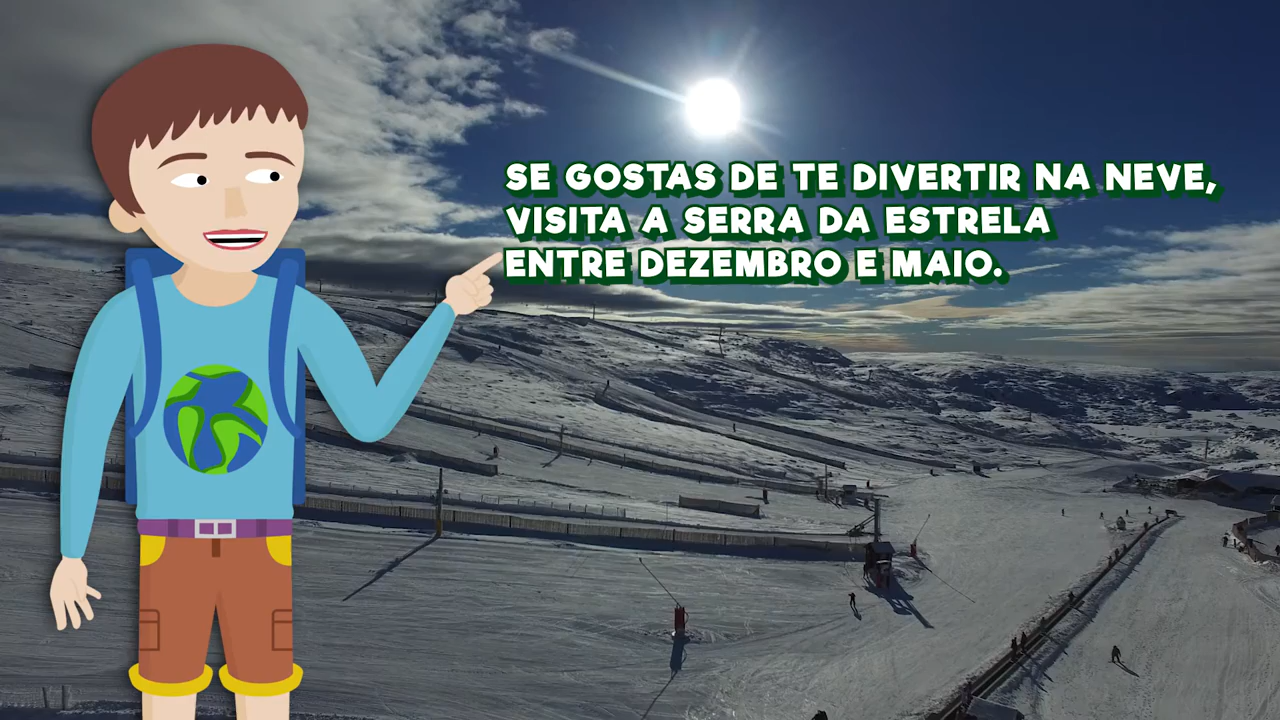 SE GOSTAS DE TE DIVERTIR NA NEVE,
VISITA A SERRA DA ESTRELA
ENTRE DEZEMBRO E MAIO.